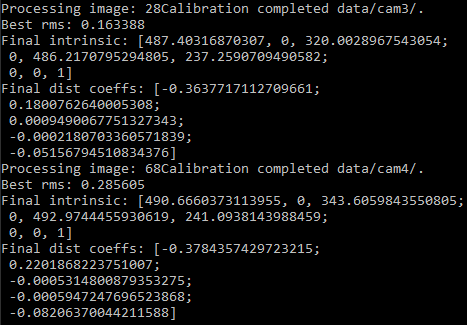 Processing image: 28Calibration completed data/cam3/.
Best rms: 0.163388
Final intrinsic: [487.40316870307, 0, 320.0028967543054;
 0, 486.2170795294805, 237.2590709490582;
 0, 0, 1]
Final dist coeffs: [-0.3637717112709661;
 0.1800762640005308;
 0.0009490067751327343;
 -0.0002180703360571839;
 -0.05156794510834376]
Processing image: 68Calibration completed data/cam4/.
Best rms: 0.285605
Final intrinsic: [490.6660373113955, 0, 343.6059843550805;
 0, 492.9744455930619, 241.0938143988459;
 0, 0, 1]
Final dist coeffs: [-0.3784357429723215;
 0.2201868223751007;
 -0.0005314800879353275;
 -0.0005947247696523868;
 -0.08206370044211588]